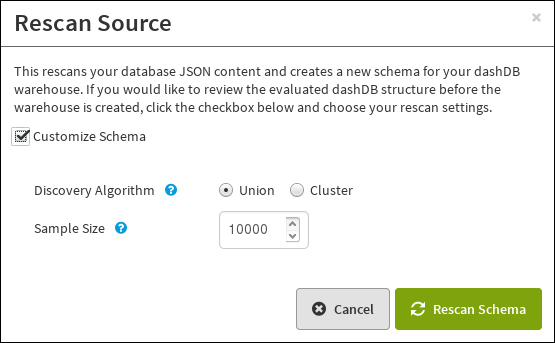 Rescan Source
×
This rescans your database JSON content and creates a new schema for your dashDB
warehouse. If you would like to review the evaluated dashDB structure before the
warehouse is created, click the checkbox below and choose your rescan settings.
Customize Schema
Discovery Algorithm ? Union Cluster
Sample Size ? 10000
Cancel Rescan Schema